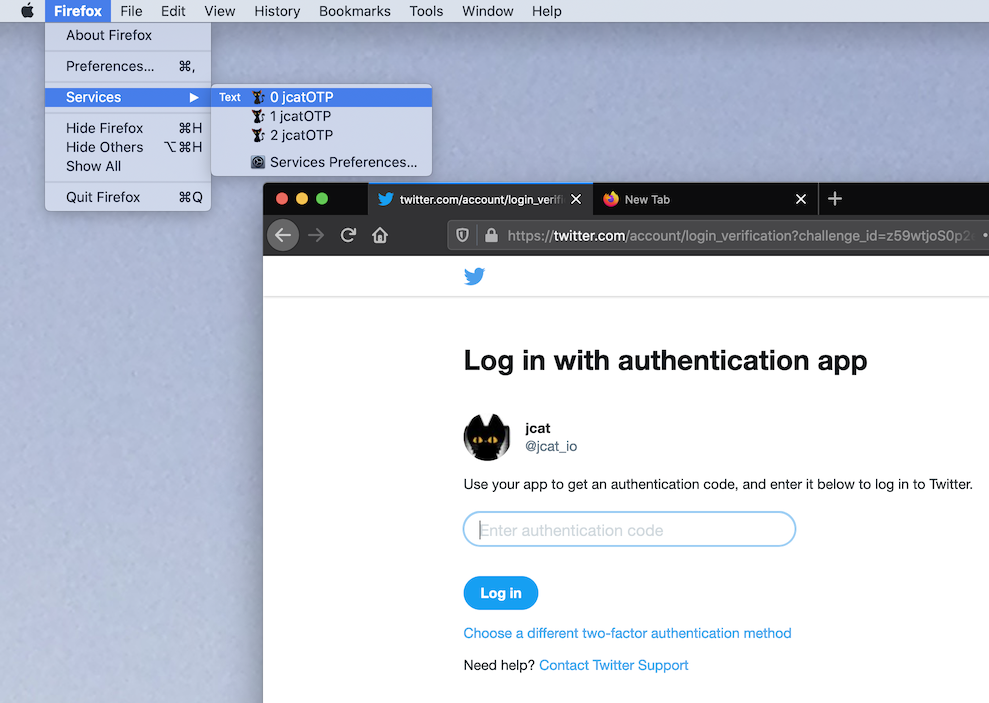 Firefox File Edit View History Bookmarks Tools Window Help
About Firefox
Preferences... ⌘,
Services ▶
Text 0 jcatOTP
1 jcatOTP
2 jcatOTP
Services Preferences...
Hide Firefox ⌘H
Hide Others ⌥⌘H
Show All
Quit Firefox ⌘Q
twitter.com/account/login_verifi
New Tab
https://twitter.com/account/login_verification?challenge_id=z59wtjoS0p2
Log in with authentication app
jcat
@jcat_io
Use your app to get an authentication code, and enter it below to log in to Twitter.
Enter authentication code
Log in
Choose a different two-factor authentication method
Need help? Contact Twitter Support